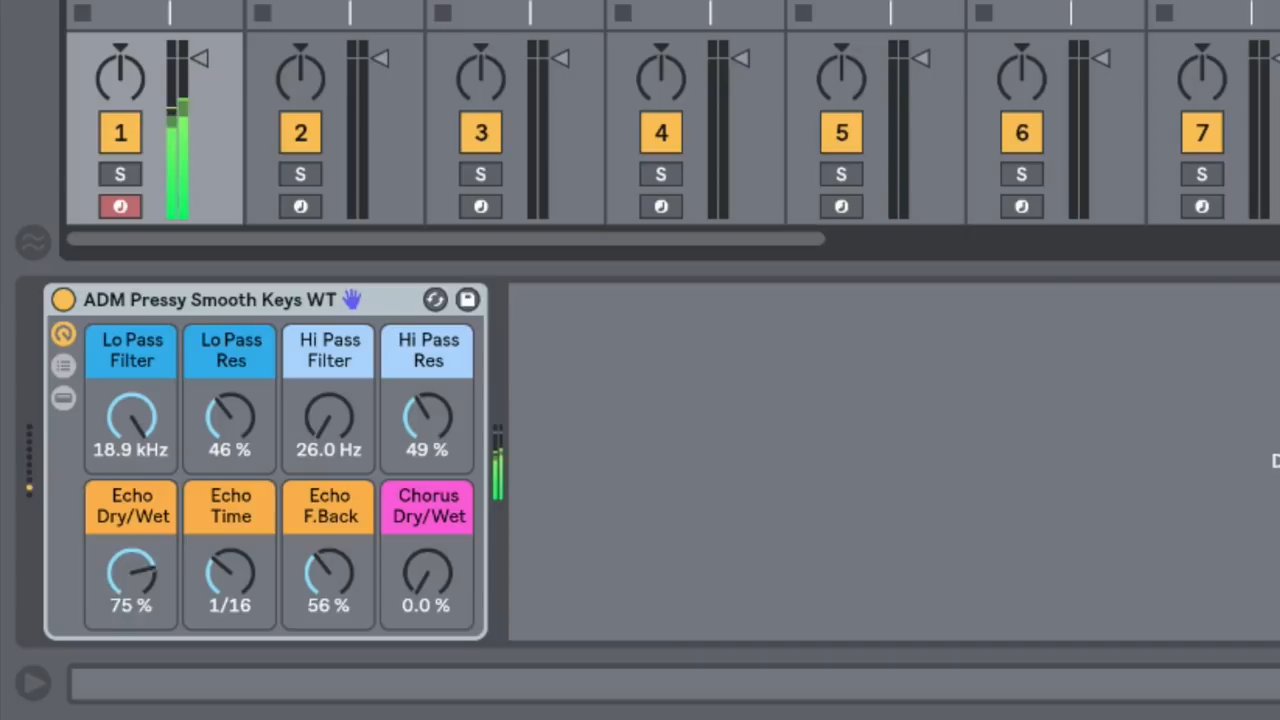 1 2 3 4 5 6 7
S S S S S S S
ADM Pressy Smooth Keys WT
Lo Pass Filter
Lo Pass Res
Hi Pass Filter
Hi Pass Res
18.9 kHz 46 % 26.0 Hz 49 %
Echo Dry/Wet
Echo Time
Echo F.Back
Chorus Dry/Wet
75 % 1/16 56 % 0.0 %